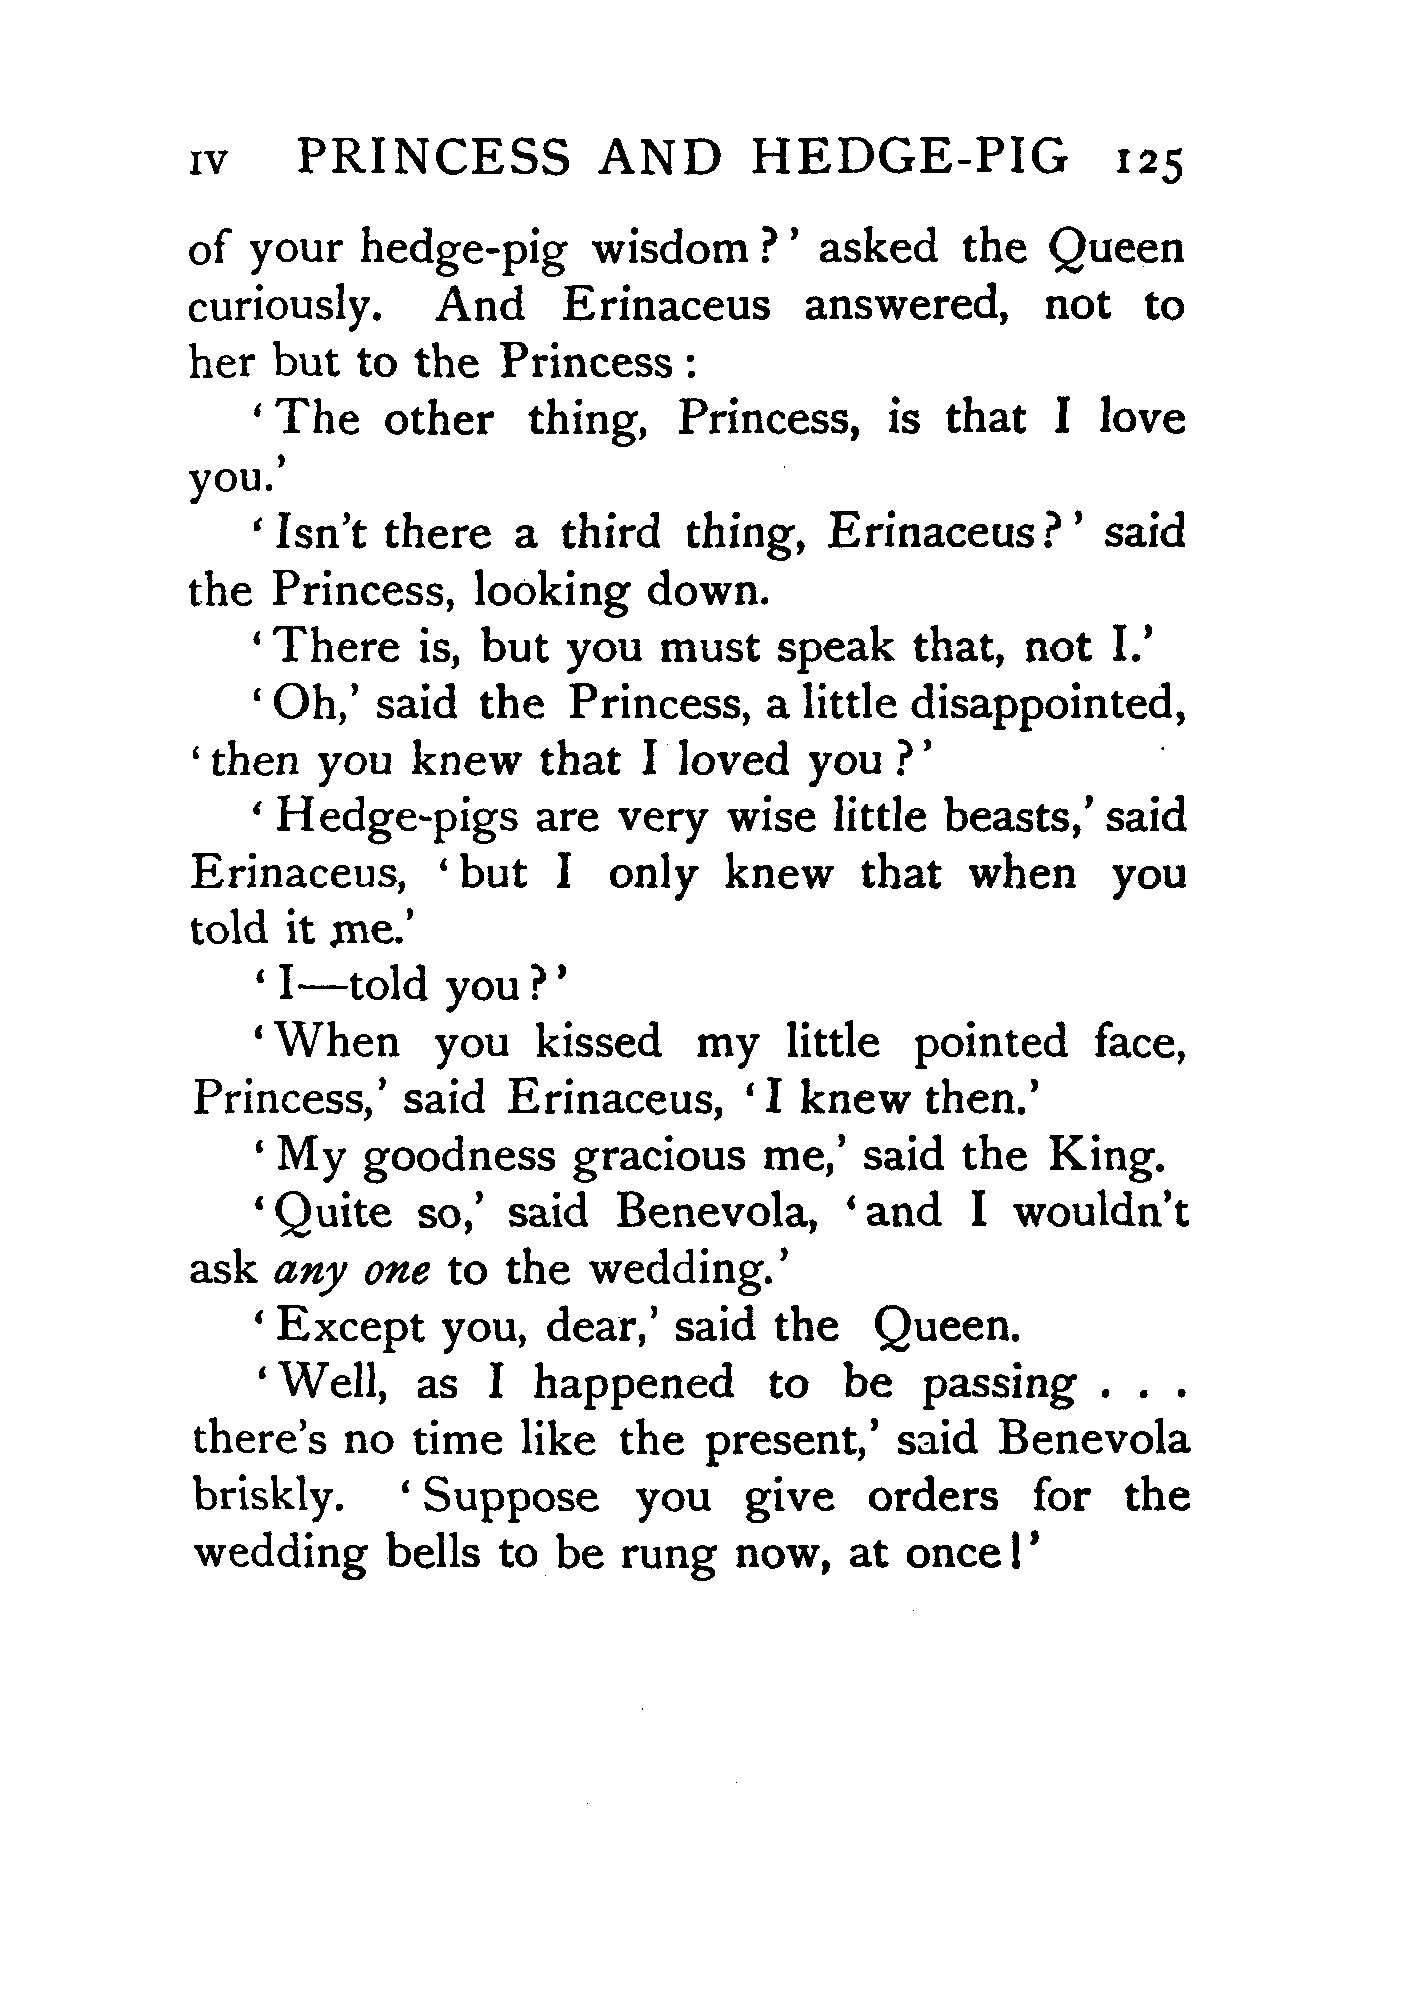 IV PRINCESS AND HEDGE-PIG 125
of your hedge-pig wisdom?' asked the Queen
curiously. And Erinaceus answered, not to
her but to the Princess:
'The other thing, Princess, is that I love
you.'
'Isn't there a third thing, Erinaceus?' said
the Princess, looking down.
'There is, but you must speak that, not I.'
'Oh,' said the Princess, a little disappointed,
'then you knew that I loved you?'
'Hedge-pigs are very wise little beasts,' said
Erinaceus, 'but I only knew that when you
told it me.'
'I—told you?'
'When you kissed my little pointed face,
Princess,' said Erinaceus, 'I knew then.'
'My goodness gracious me,' said the King.
'Quite so,' said Benevola, 'and I wouldn't
ask any one to the wedding.'
'Except you, dear,' said the Queen.
'Well, as I happened to be passing . . .
there's no time like the present,' said Benevola
briskly. 'Suppose you give orders for the
wedding bells to be rung now, at once!'